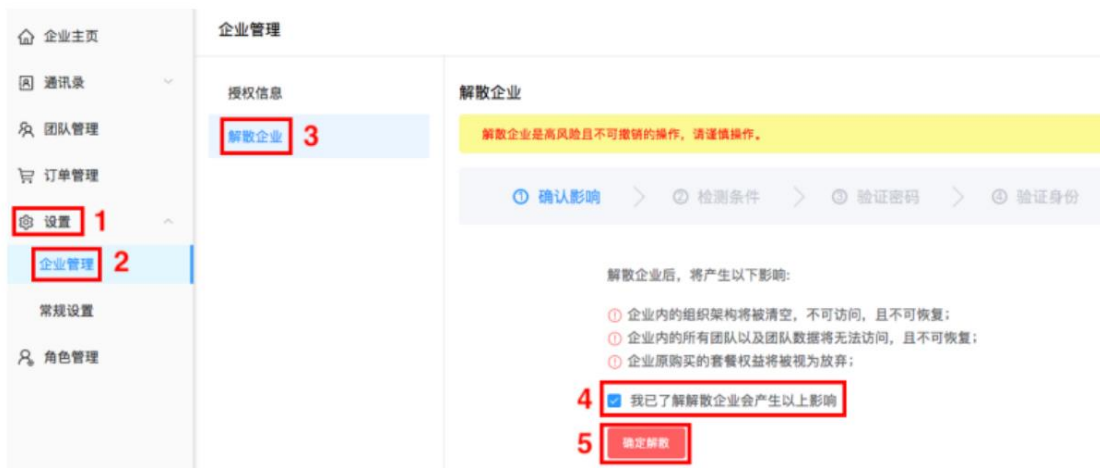 企业主页
通讯录
团队管理
订单管理
设置 1
企业管理 2
常规设置
角色管理
企业管理
授权信息
解散企业 3
解散企业
解散企业是高风险且不可撤销的操作，请谨慎操作。
① 确认影响 ② 检测条件 ③ 验证密码 ④ 验证身份
解散企业后，将产生以下影响:
企业内的组织架构将被清空，不可访问，且不可恢复；
企业内的所有团队以及团队数据将无法访问，且不可恢复；
企业原购买的套餐权益将被视为放弃；
4 我已了解解散企业会产生以上影响
5 确定解散